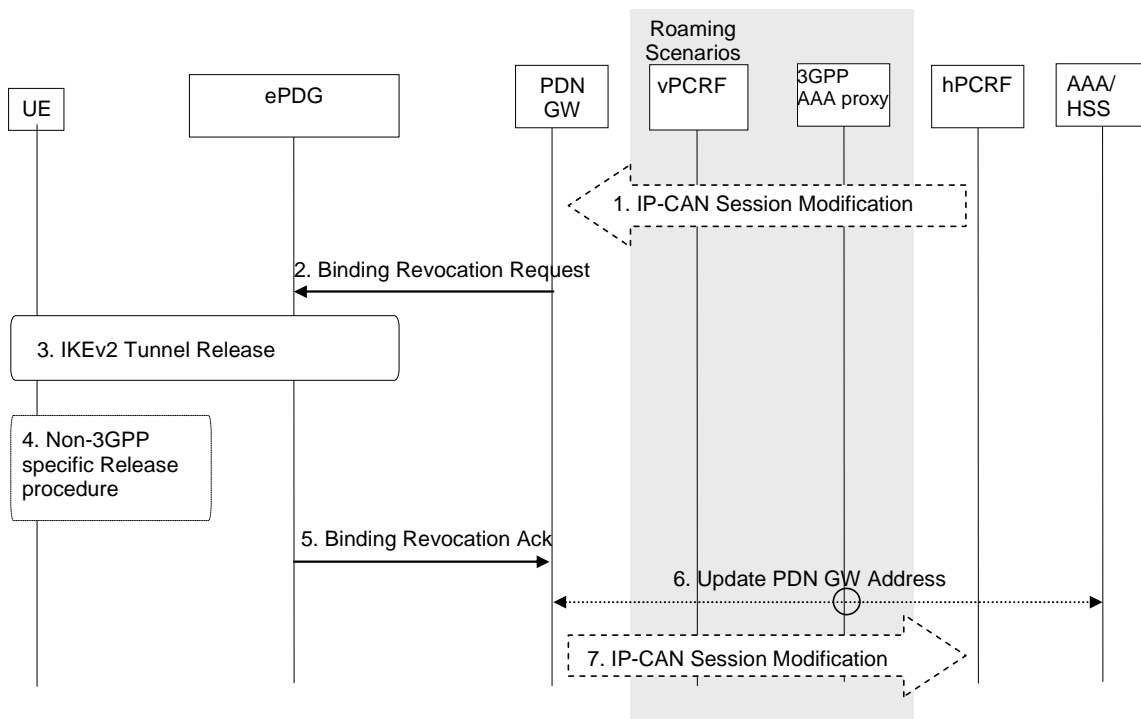 Roaming
Scenarios
UE
ePDG
PDN
GW
vPCRF
3GPP
AAA proxy
hPCRF
AAA/
HSS
1. IP-CAN Session Modification
2. Binding Revocation Request
3. IKEv2 Tunnel Release
4. Non-3GPP
specific Release
procedure
5. Binding Revocation Ack
6. Update PDN GW Address
7. IP-CAN Session Modification